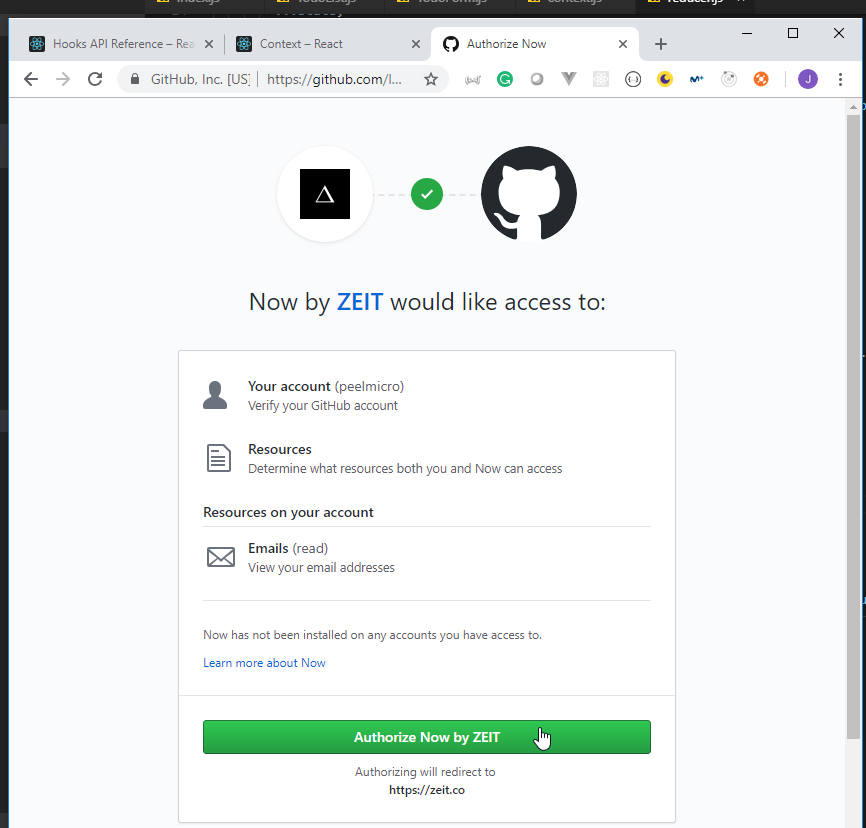 Hooks API Reference – Rea
Context – React
Authorize Now
GitHub, Inc. [US]
https://github.com/l...
J
Now by ZEIT would like access to:
Your account (peelmicro)
Verify your GitHub account
Resources
Determine what resources both you and Now can access
Resources on your account
Emails (read)
View your email addresses
Now has not been installed on any accounts you have access to.
Learn more about Now
Authorize Now by ZEIT
Authorizing will redirect to
https://zeit.co